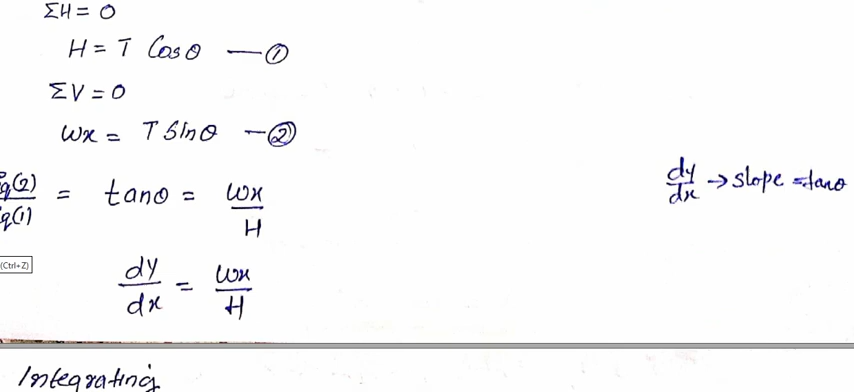 ΣH = 0
H = T Cosθ —①
ΣV = 0
wx = T Sinθ —②
q(2)/q(1) = tanθ = wx/H
dy/dx → slope = tanθ
(Ctrl+Z)
dy/dx = wx/H
Integrating